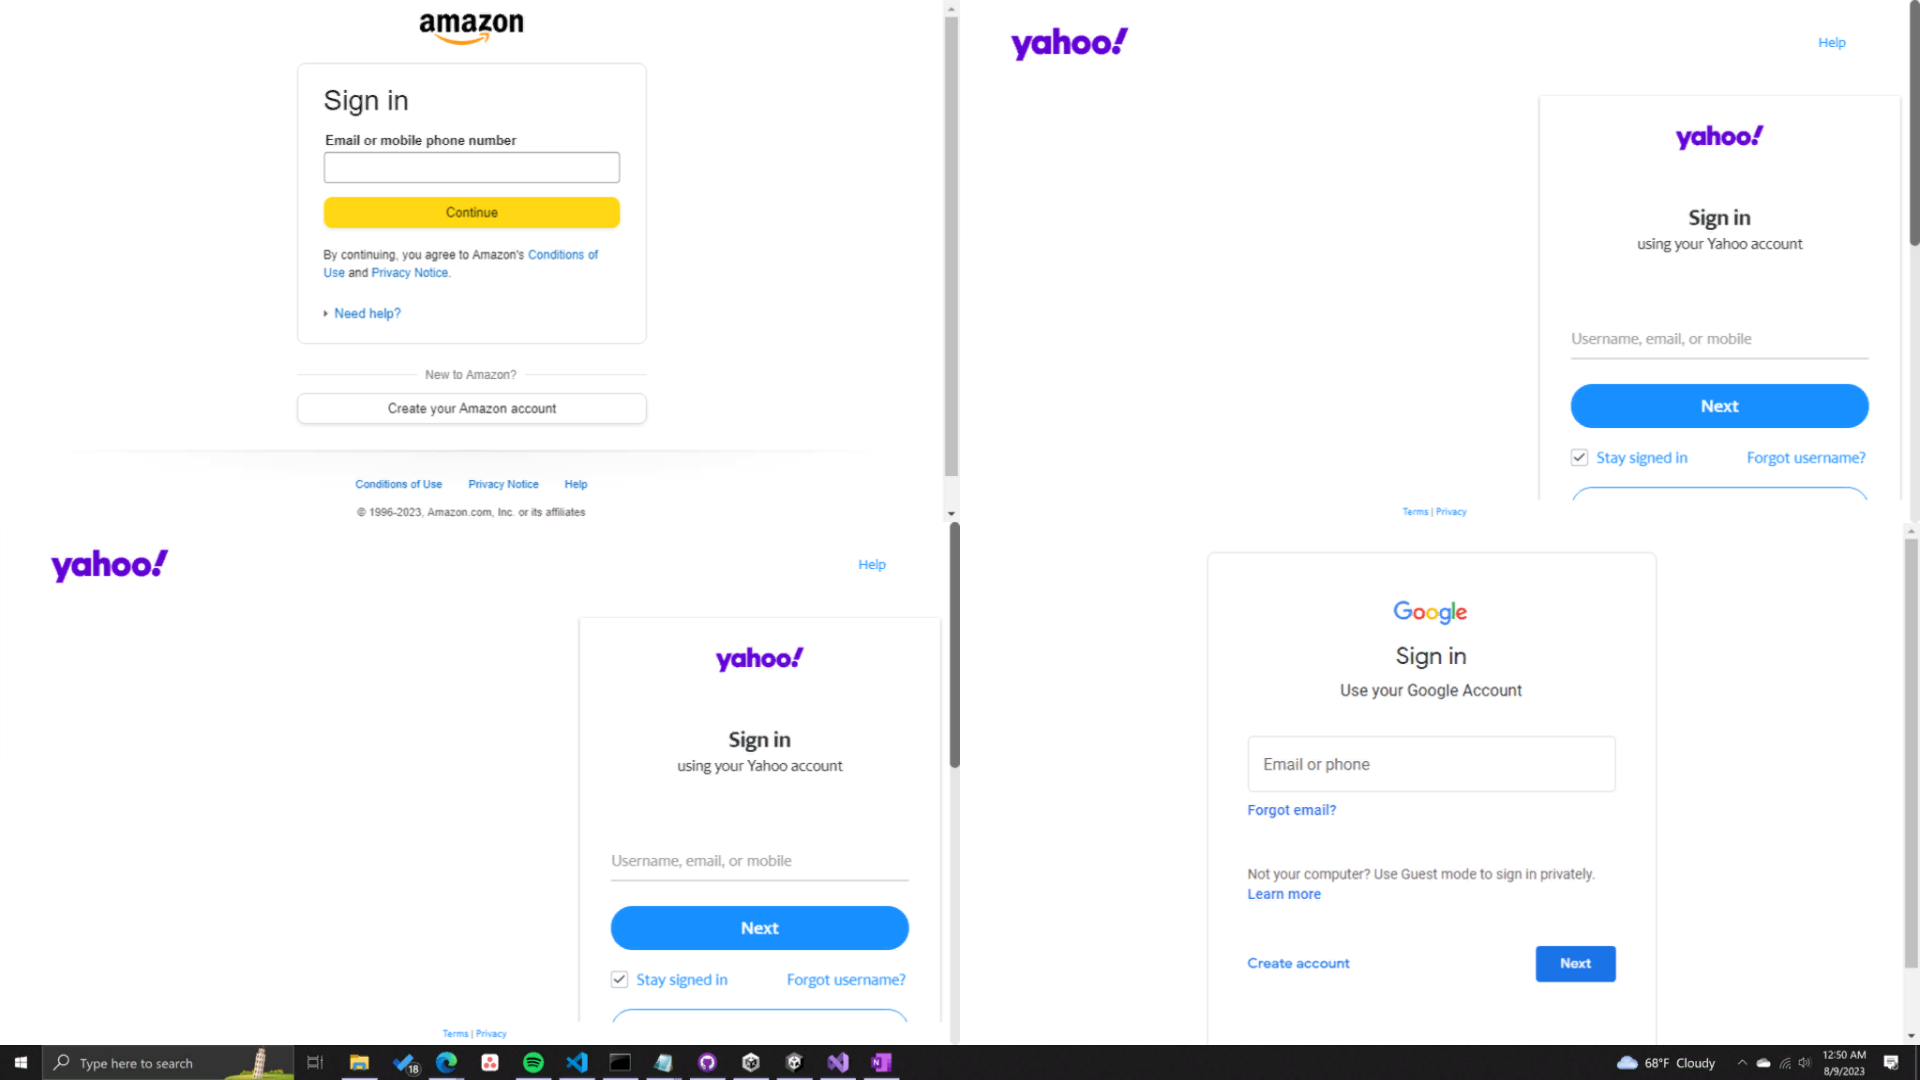 amazon
Sign in
Email or mobile phone number
Continue
By continuing, you agree to Amazon's Conditions of
Use and Privacy Notice.
Need help?
New to Amazon?
Create your Amazon account
Conditions of Use Privacy Notice Help
© 1996-2023, Amazon.com, Inc. or its affiliates
yahoo!
Help
yahoo!
Sign in
using your Yahoo account
Username, email, or mobile
Next
Stay signed in Forgot username?
Terms | Privacy
yahoo!
Help
yahoo!
Sign in
using your Yahoo account
Username, email, or mobile
Next
Stay signed in Forgot username?
Terms | Privacy
Google
Sign in
Use your Google Account
Email or phone
Forgot email?
Not your computer? Use Guest mode to sign in privately.
Learn more
Create account Next
Type here to search
18
N
68°F Cloudy
12:50 AM
8/9/2023